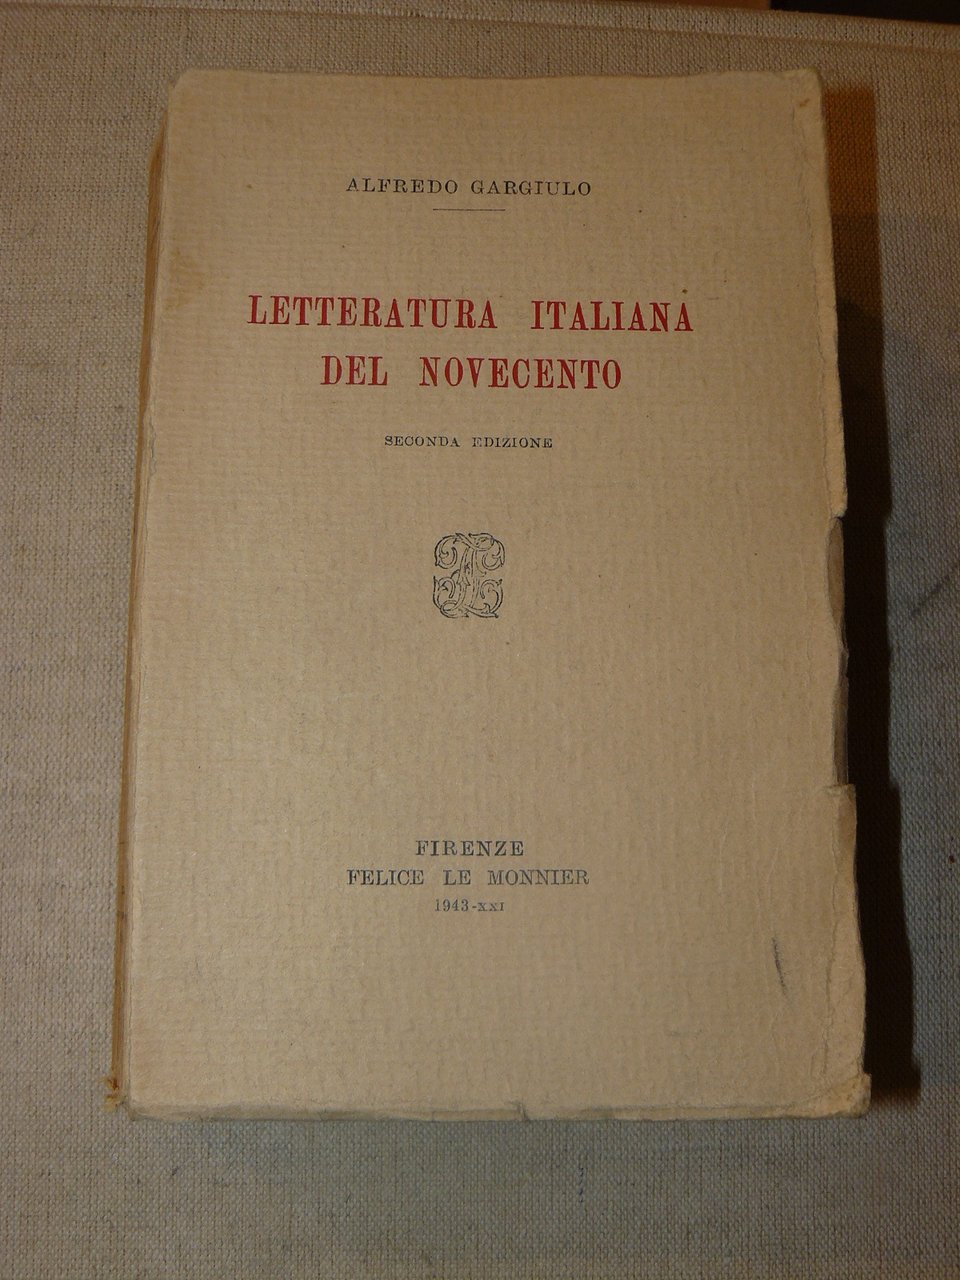 ALFREDO GARGIULO
LETTERATURA ITALIANA
DEL NOVECENTO
SECONDA EDIZIONE
FIRENZE
FELICE LE MONNIER
1943-XXI